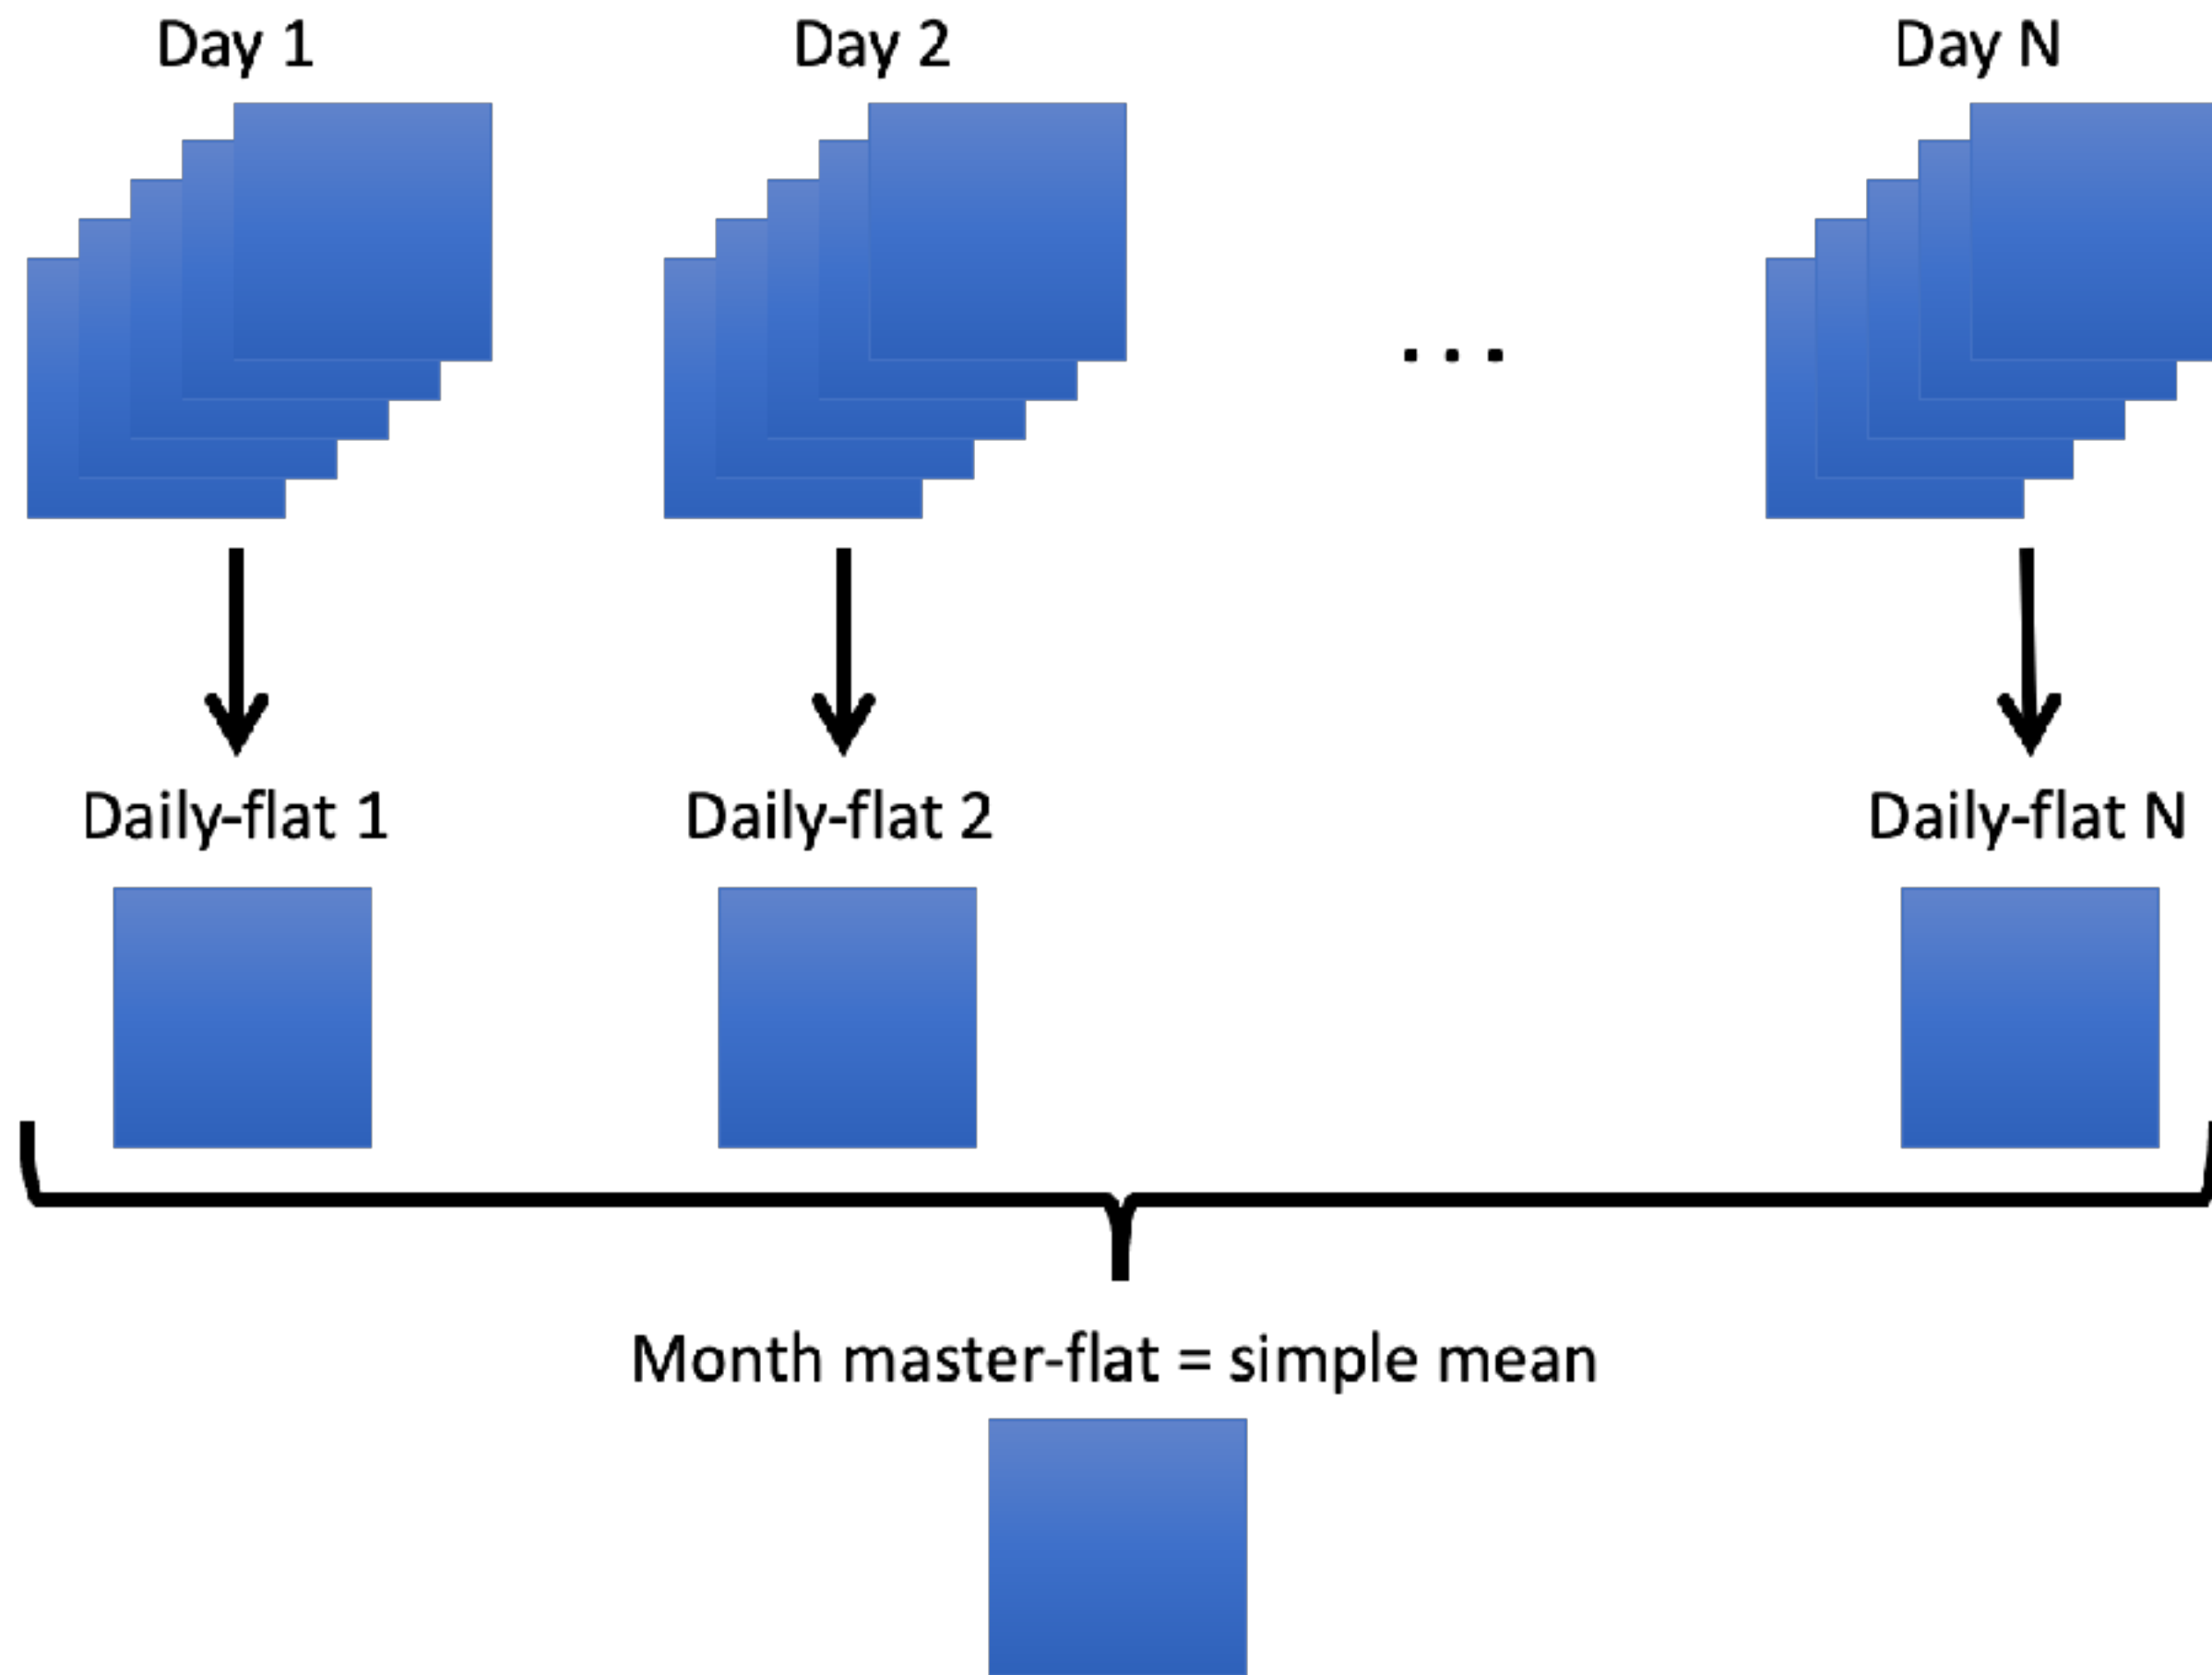 Day 1
Day 2
Day N
...
Daily-flat 1
Daily-flat 2
Daily-flat N
Month master-flat = simple mean